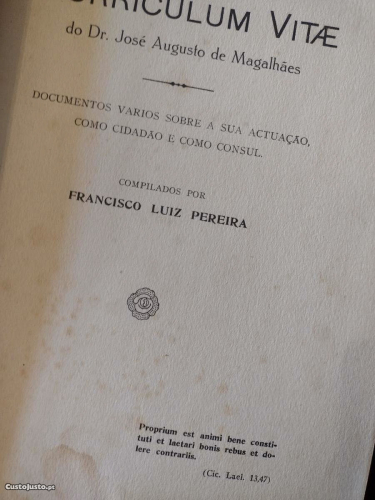 CURRICULUM VITÆ
do Dr. José Augusto de Magalhães
DOCUMENTOS VARIOS SOBRE A SUA ACTUAÇÃO,
COMO CIDADÃO E COMO CONSUL.
COMPILADOS POR
FRANCISCO LUIZ PEREIRA
Proprium est animi bene consti-
tuti et laetari bonis rebus et do-
lere contrariis.
(Cic. Lael. 13,47)
CustoJusto.pt